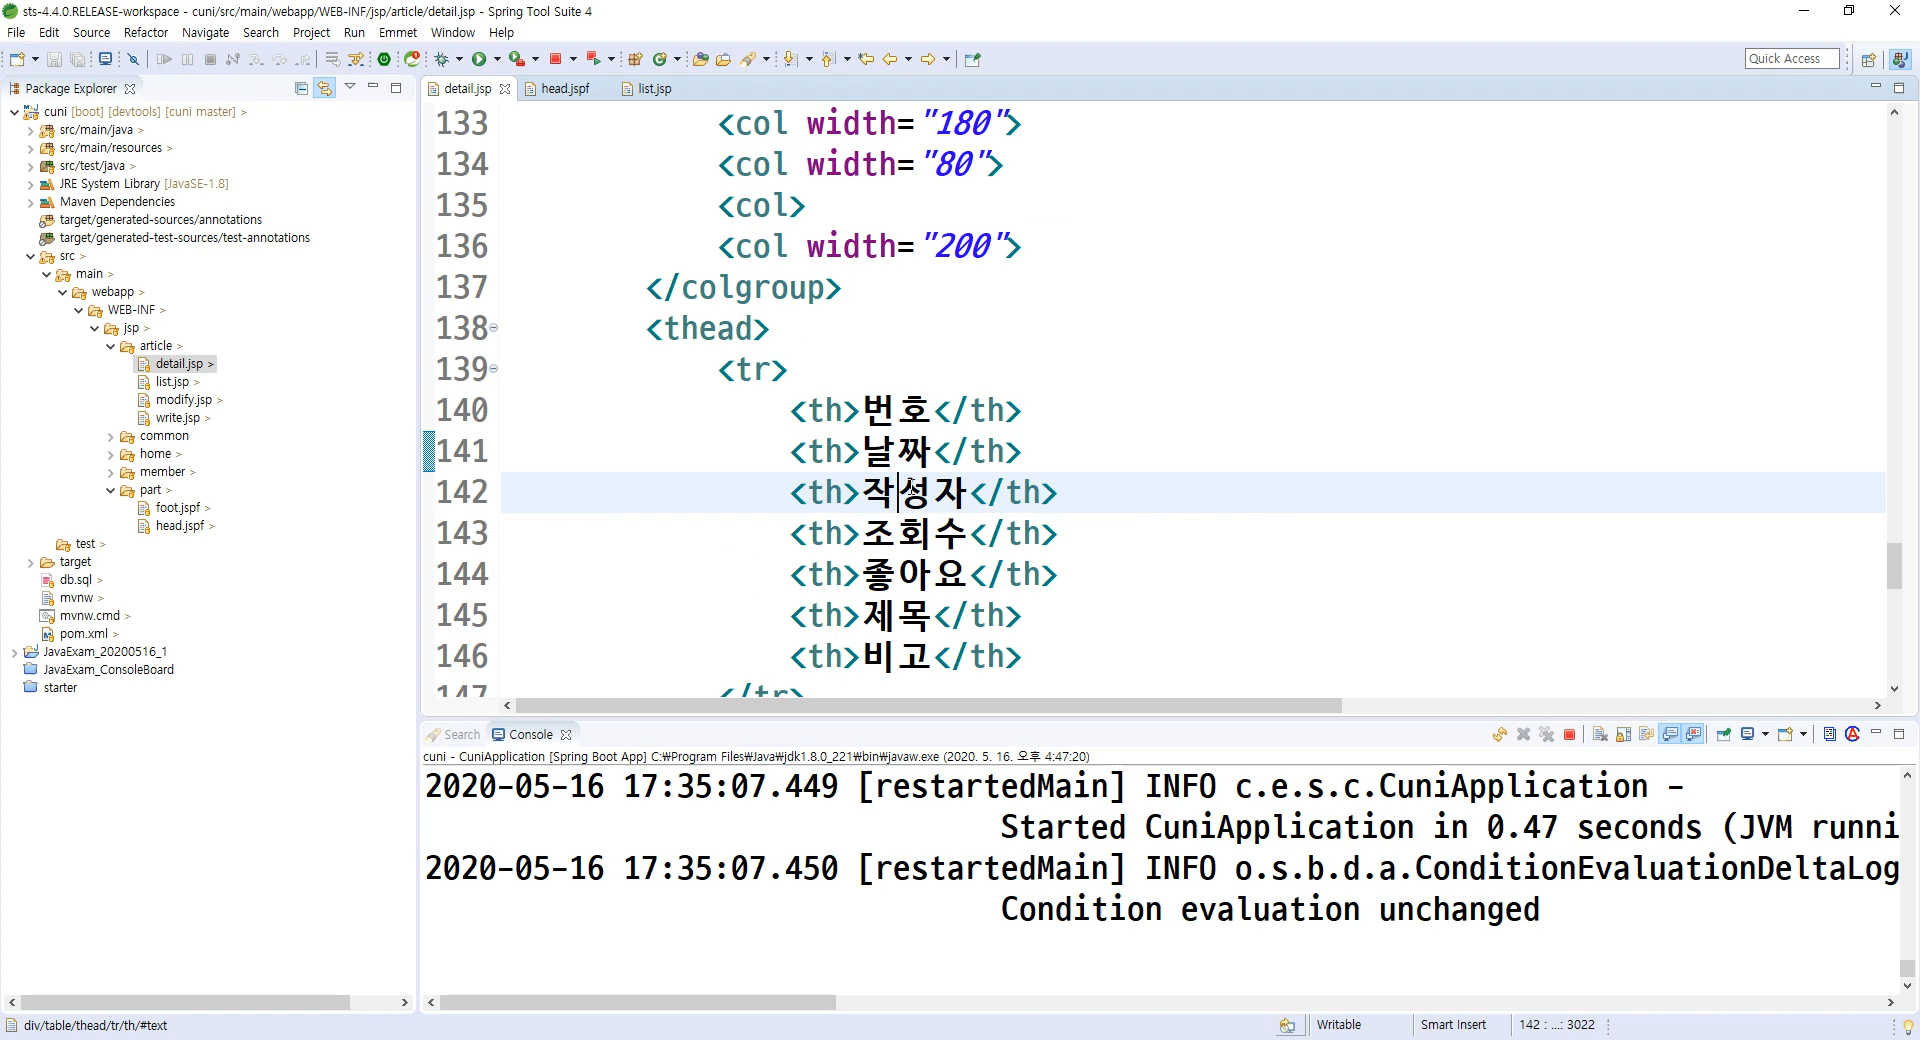 sts-4.4.0.RELEASE-workspace - cuni/src/main/webapp/WEB-INF/jsp/article/detail.jsp - Spring Tool Suite 4
File Edit Source Refactor Navigate Search Project Run Emmet Window Help
Quick Access
Package Explorer
detail.jsp head.jspf list.jsp
cuni [boot] [devtools] [cuni master] >
src/main/java >
src/main/resources >
src/test/java >
JRE System Library [JavaSE-1.8]
Maven Dependencies
target/generated-sources/annotations
target/generated-test-sources/test-annotations
src >
main >
webapp >
WEB-INF >
jsp >
article >
detail.jsp >
list.jsp >
modify.jsp >
write.jsp >
common
home >
member >
part >
foot.jspf >
head.jspf >
test >
target
db.sql >
mvnw >
mvnw.cmd >
pom.xml >
JavaExam_20200516_1
JavaExam_ConsoleBoard
starter
133 <col width="180">
134 <col width="80">
135 <col>
136 <col width="200">
137 </colgroup>
138 <thead>
139 <tr>
140 <th>번호</th>
141 <th>날짜</th>
142 <th>작성자</th>
143 <th>조회수</th>
144 <th>좋아요</th>
145 <th>제목</th>
146 <th>비고</th>
147 </tr>
Search Console
cuni - CuniApplication [Spring Boot App] C:₩Program Files₩Java₩jdk1.8.0_221₩bin₩javaw.exe (2020. 5. 16. 오후 4:47:20)
2020-05-16 17:35:07.449 [restartedMain] INFO c.e.s.c.CuniApplication -
Started CuniApplication in 0.47 seconds (JVM runni
2020-05-16 17:35:07.450 [restartedMain] INFO o.s.b.d.a.ConditionEvaluationDeltaLog
Condition evaluation unchanged
div/table/thead/tr/th/#text
Writable Smart Insert 142 : ...: 3022